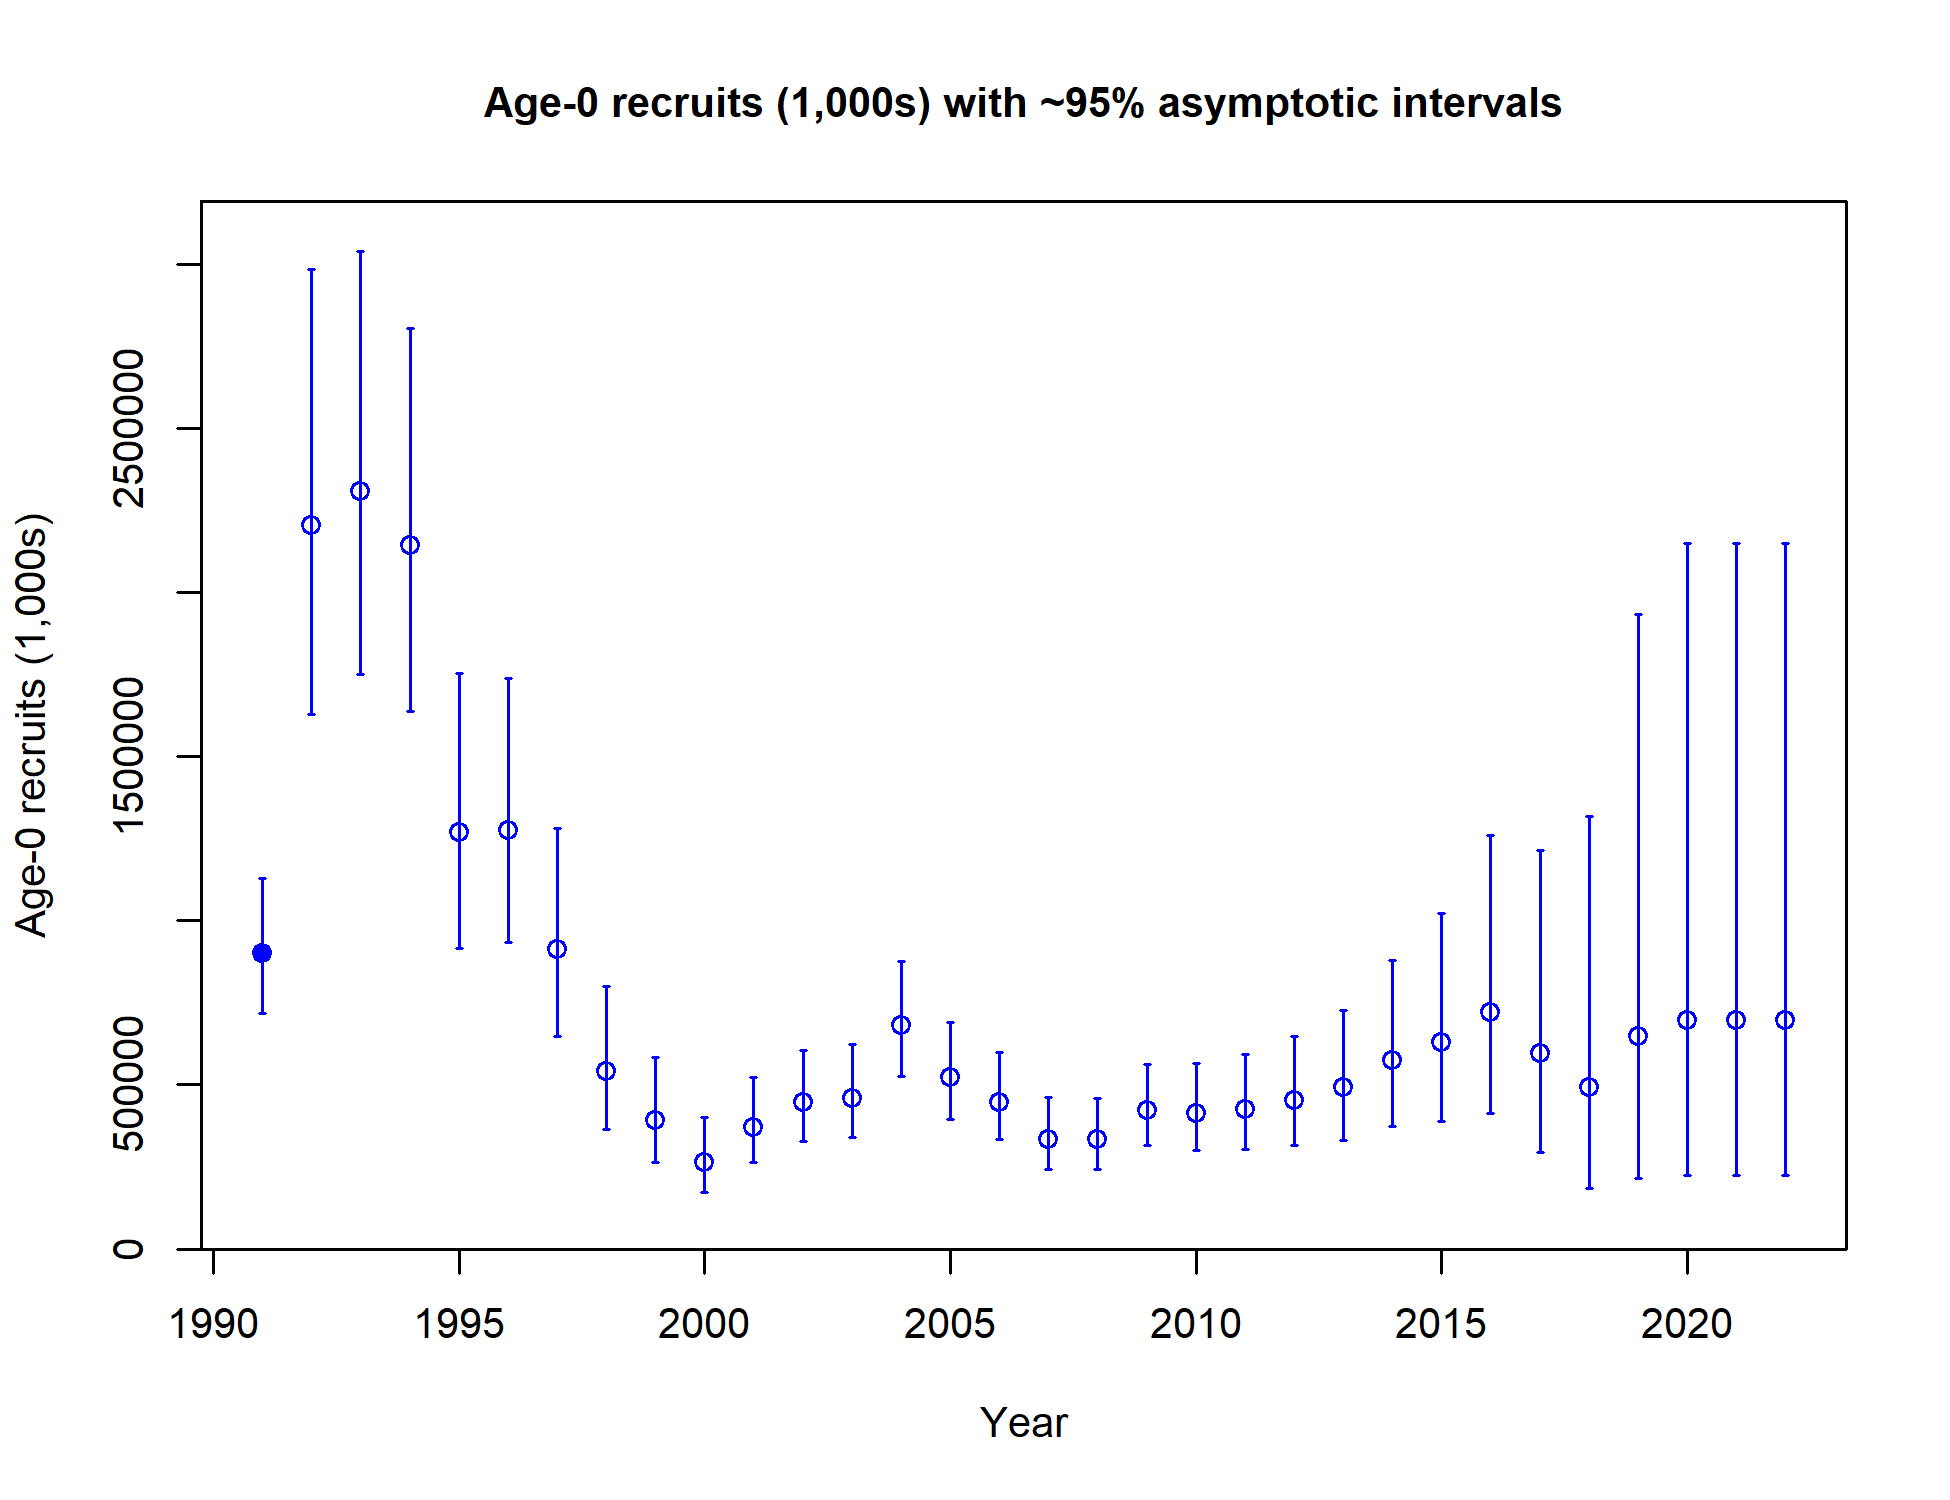 Age-0 recruits (1,000s) with ~95% asymptotic intervals
Age-0 recruits (1,000s)
2500000
1500000
500000
0
1990 1995 2000 2005 2010 2015 2020
Year